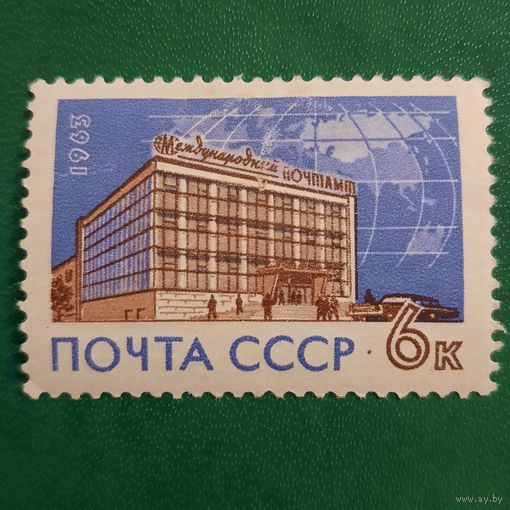 1963
Международный ПОЧТАМТ
ПОЧТА СССР · 6к
www.ay.by